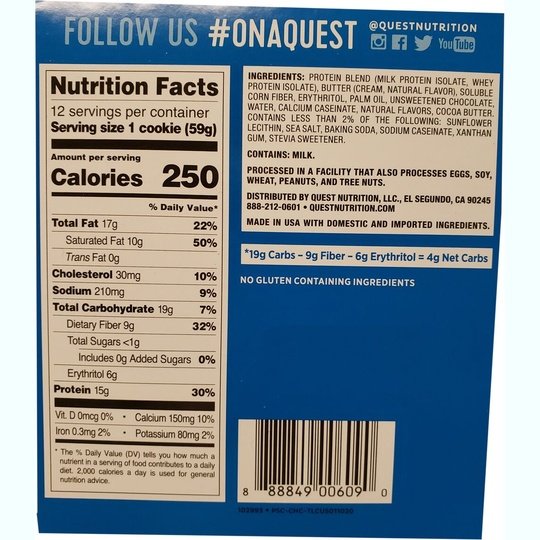 FOLLOW US #ONAQUEST
@QUESTNUTRITION
You Tube
Nutrition Facts
12 servings per container
Serving size 1 cookie (59g)
Amount per serving
Calories 250
% Daily Value*
Total Fat 17g 22%
Saturated Fat 10g 50%
Trans Fat 0g
Cholesterol 30mg 10%
Sodium 210mg 9%
Total Carbohydrate 19g 7%
Dietary Fiber 9g 32%
Total Sugars <1g
Includes 0g Added Sugars 0%
Erythritol 6g
Protein 15g 30%
Vit. D 0mcg 0% • Calcium 150mg 10%
Iron 0.3mg 2% • Potassium 80mg 2%
* The % Daily Value (DV) tells you how much a
nutrient in a serving of food contributes to a daily
diet. 2,000 calories a day is used for general
nutrition advice.
INGREDIENTS: PROTEIN BLEND (MILK PROTEIN ISOLATE, WHEY
PROTEIN ISOLATE), BUTTER (CREAM, NATURAL FLAVOR), SOLUBLE
CORN FIBER, ERYTHRITOL, PALM OIL, UNSWEETENED CHOCOLATE,
WATER, CALCIUM CASEINATE, NATURAL FLAVORS, COCOA BUTTER.
CONTAINS LESS THAN 2% OF THE FOLLOWING: SUNFLOWER
LECITHIN, SEA SALT, BAKING SODA, SODIUM CASEINATE, XANTHAN
GUM, STEVIA SWEETENER.
CONTAINS: MILK.
PROCESSED IN A FACILITY THAT ALSO PROCESSES EGGS, SOY,
WHEAT, PEANUTS, AND TREE NUTS.
DISTRIBUTED BY QUEST NUTRITION, LLC., EL SEGUNDO, CA 90245
888-212-0601 • QUESTNUTRITION.COM
MADE IN USA WITH DOMESTIC AND IMPORTED INGREDIENTS.
*19g Carbs – 9g Fiber – 6g Erythritol = 4g Net Carbs
NO GLUTEN CONTAINING INGREDIENTS
8 88849 00609 0